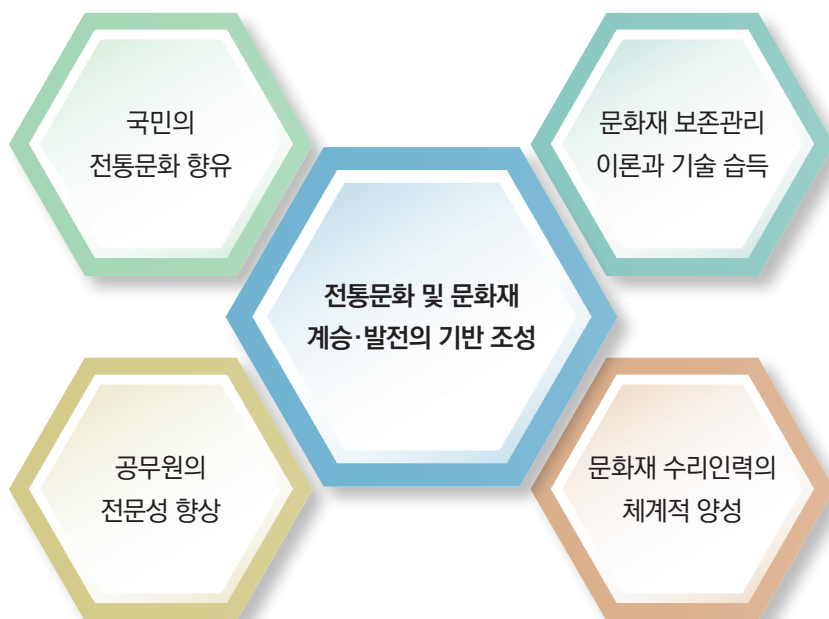 국민의
전통문화 향유
문화재 보존관리
이론과 기술 습득
전통문화 및 문화재
계승·발전의 기반 조성
공무원의
전문성 향상
문화재 수리인력의
체계적 양성